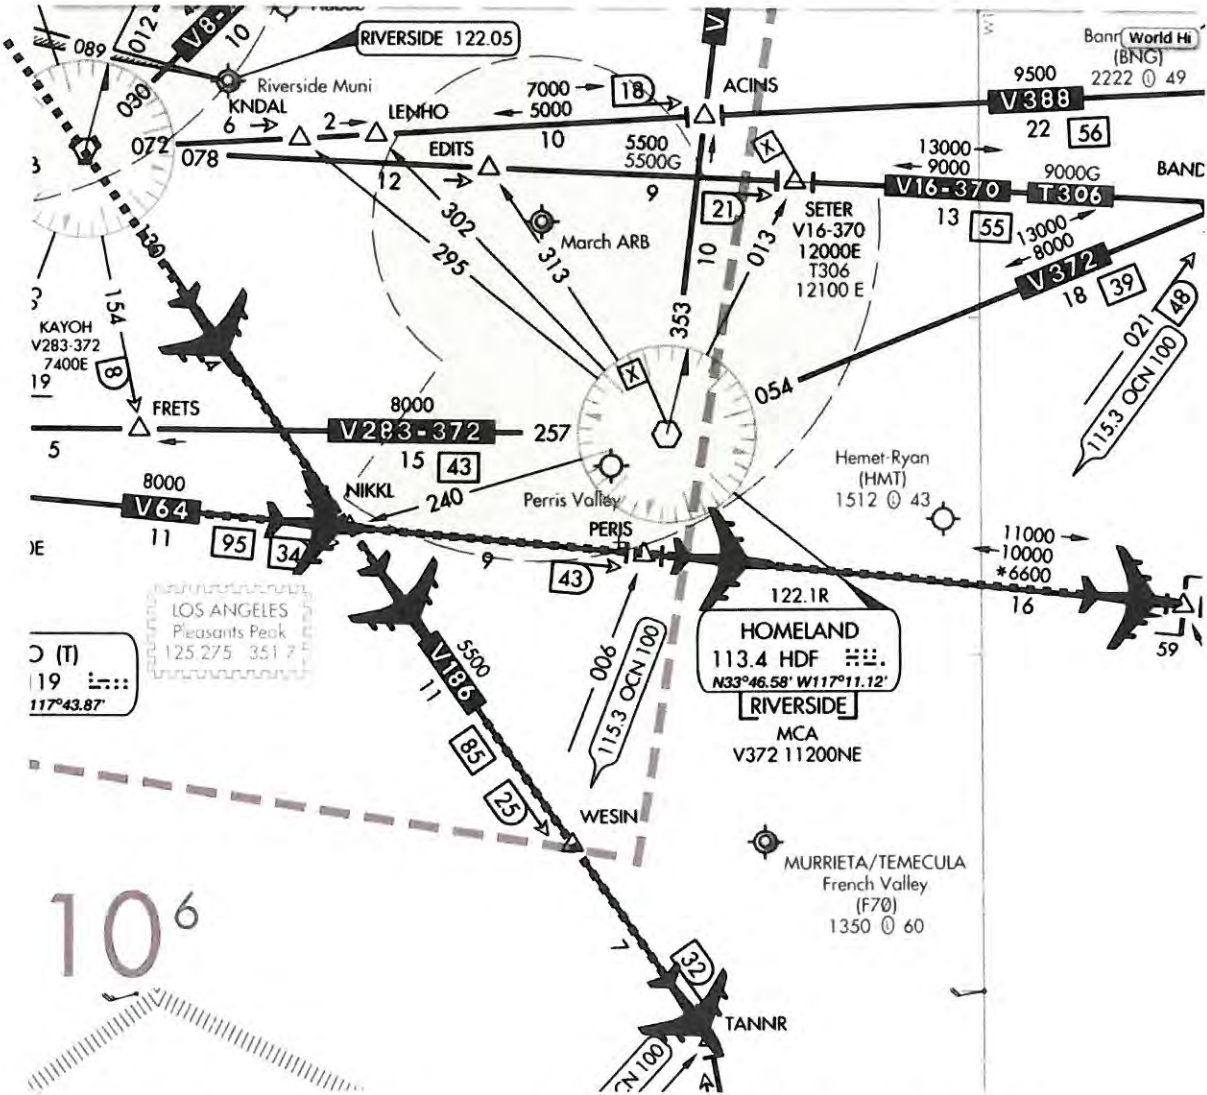 089
012
V8-
10
030
RIVERSIDE 122.05
Riverside Muni
KNDAL
6
2
LENHO
7000
5000
18
ACINS
V
9500
V388
22
56
World Hi
(BNG)
2222 49
072
078
EDITS
10
5500
5500G
X
13000
9000
V16-370
13
55
9000G
T306
BAND
12
9
21
SETER
V16-370
12000E
T306
12100 E
130
302
295
March ARB
313
10
013
13000
8000
V372
18
39
154
KAYOH
V283-372
7400E
19
8
353
X
054
021
48
115.3 OCN 100
FRETS
5
8000
V283-372
257
15
43
NIKKL
240
Perris Valley
Hemet-Ryan
(HMT)
1512 43
8000
V64
11
95
34
9
PERIS
43
11000
10000
*6600
16
59
LOS ANGELES
Pleasants Peak
125.275 351.7
O (T)
119
117°43.87'
5500
V186
11
006
115.3 OCN 100
122.1R
HOMELAND
113.4 HDF
N33°46.58' W117°11.12'
RIVERSIDE
MCA
V372 11200NE
85
25
WESIN
MURRIETA/TEMECULA
French Valley
(F70)
1350 60
10⁶
7
32
TANNR
CN 100